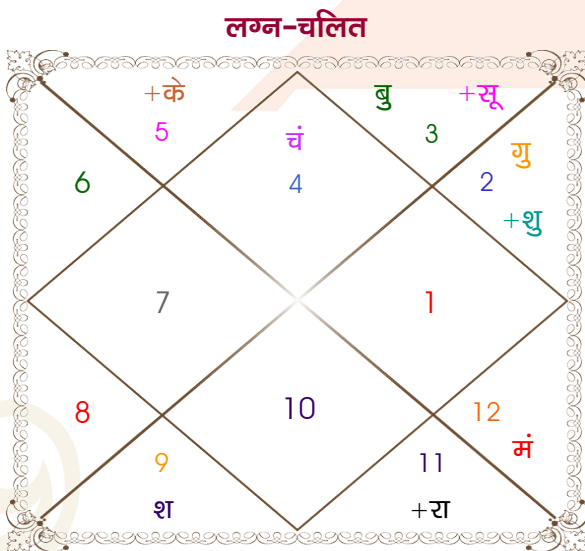 लग्न-चलित
+के बु +सू
5 चं 3 गु
6 4 2
+शु
7 1
8 10 12
9 11 मं
श +रा